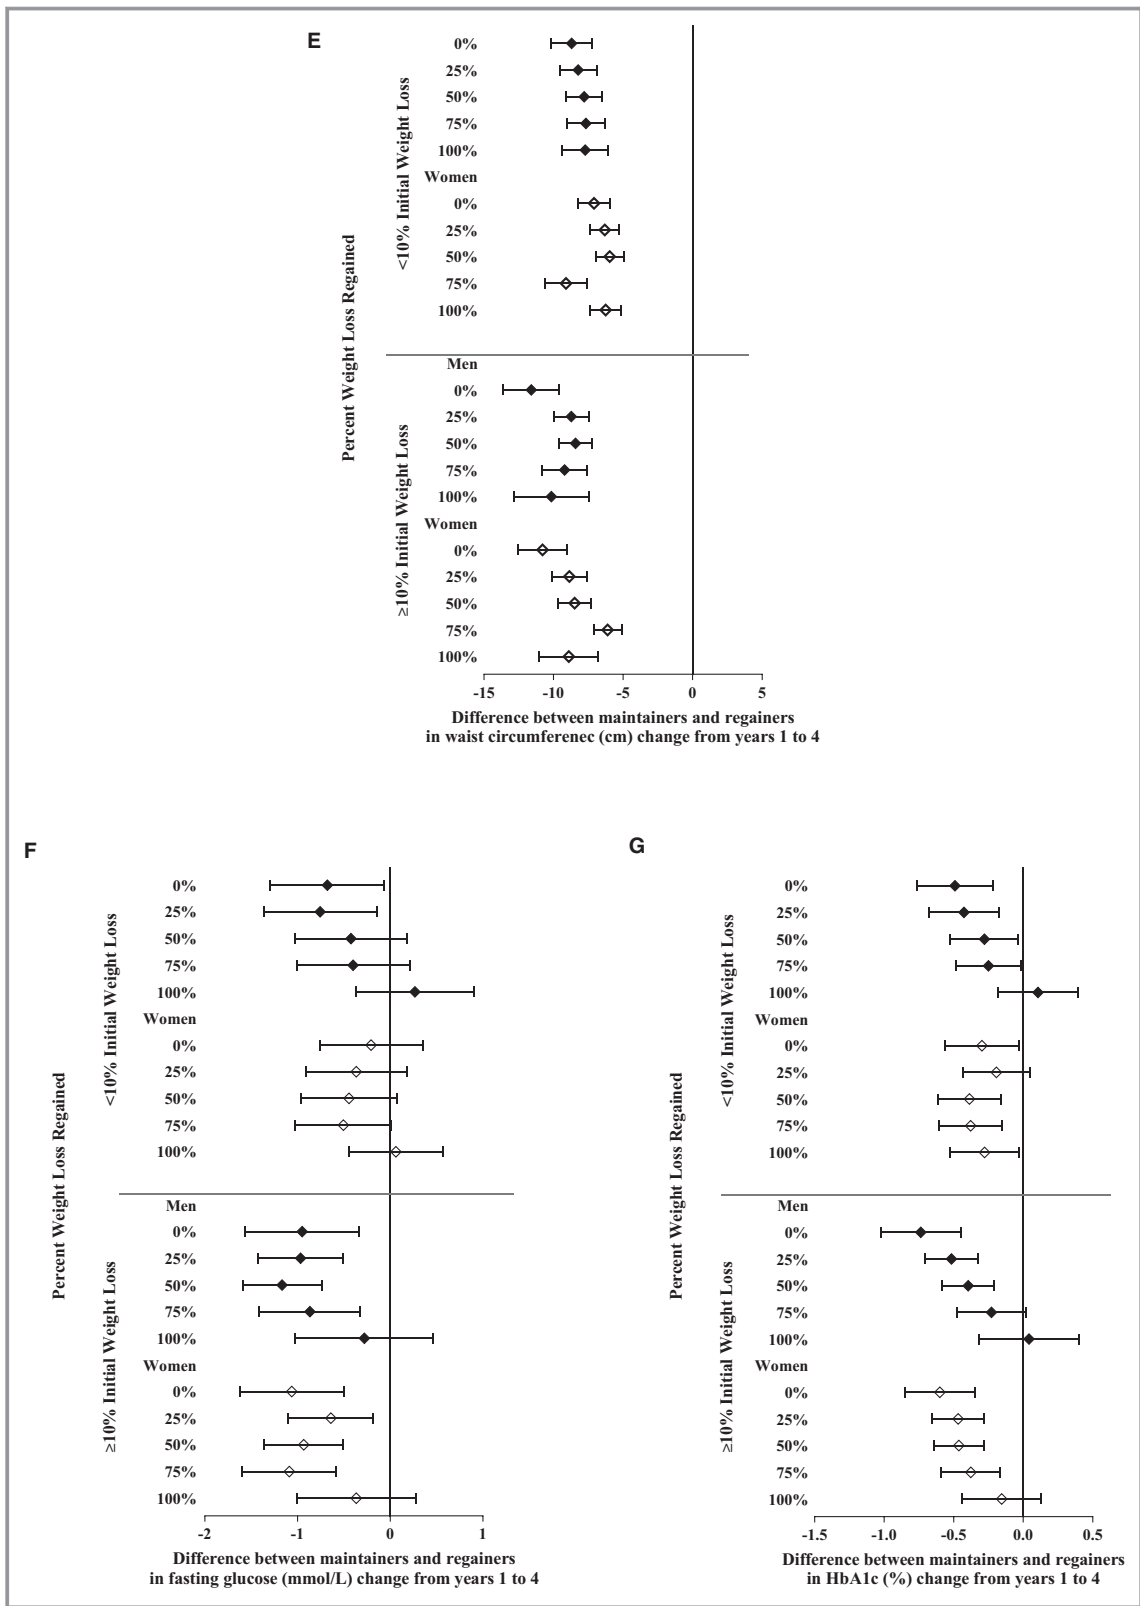 E
Percent Weight Loss Regained
<10% Initial Weight Loss
0%
25%
50%
75%
100%
Women
0%
25%
50%
75%
100%
≥10% Initial Weight Loss
Men
0%
25%
50%
75%
100%
Women
0%
25%
50%
75%
100%
-15 -10 -5 0 5
Difference between maintainers and regainers
in waist circumferenec (cm) change from years 1 to 4
F
Percent Weight Loss Regained
<10% Initial Weight Loss
0%
25%
50%
75%
100%
Women
0%
25%
50%
75%
100%
≥10% Initial Weight Loss
Men
0%
25%
50%
75%
100%
Women
0%
25%
50%
75%
100%
-2 -1 0 1
Difference between maintainers and regainers
in fasting glucose (mmol/L) change from years 1 to 4
G
Percent Weight Loss Regained
<10% Initial Weight Loss
0%
25%
50%
75%
100%
Women
0%
25%
50%
75%
100%
≥10% Initial Weight Loss
Men
0%
25%
50%
75%
100%
Women
0%
25%
50%
75%
100%
-1.5 -1.0 -0.5 0.0 0.5
Difference between maintainers and regainers
in HbA1c (%) change from years 1 to 4